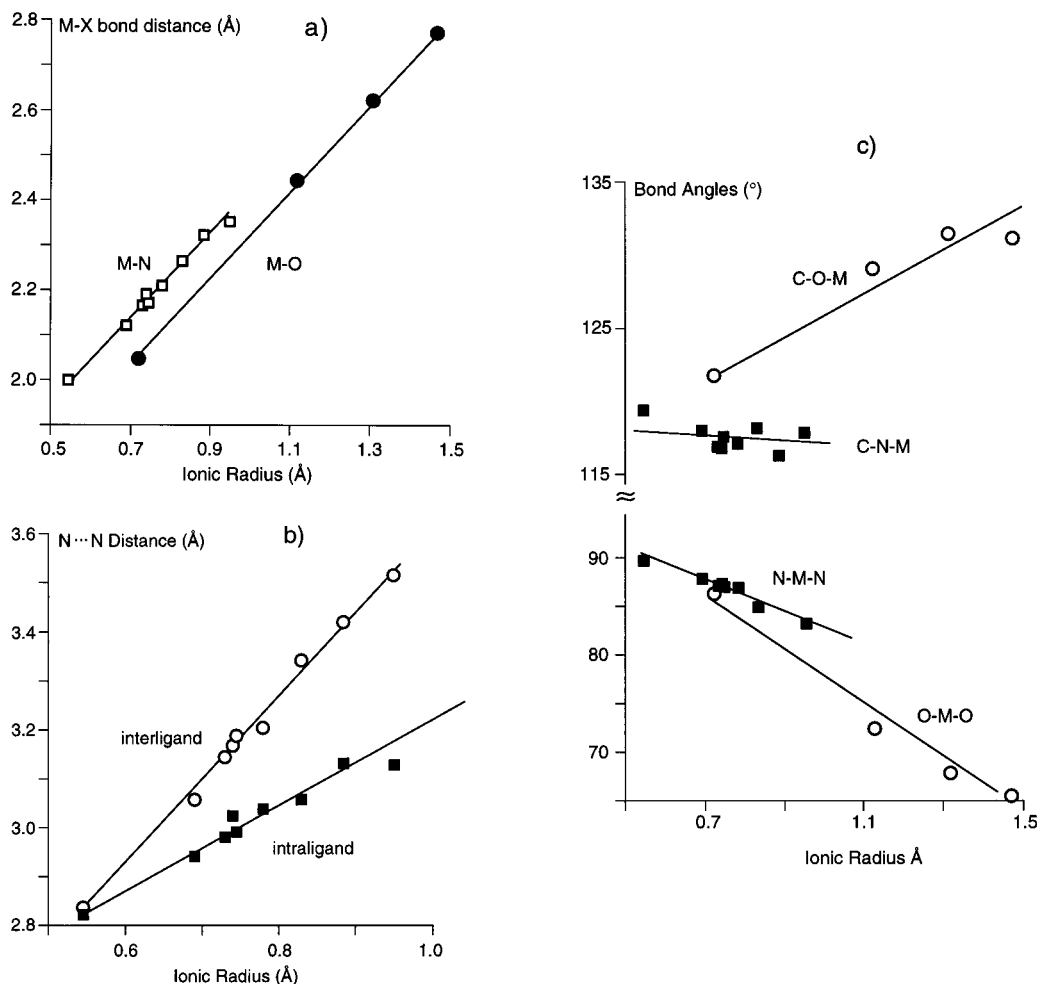 a)
M-X bond distance (Å)
2.8
2.6
2.4
2.2
2.0
M-N
M-O
0.5 0.7 0.9 1.1 1.3 1.5
Ionic Radius (Å)
b)
N···N Distance (Å)
3.6
3.4
3.2
3.0
2.8
interligand
intraligand
0.6 0.8 1.0
Ionic Radius (Å)
c)
Bond Angles (°)
135
125
115
≈
90
80
70
C-O-M
C-N-M
N-M-N
O-M-O
0.7 1.1 1.5
Ionic Radius Å